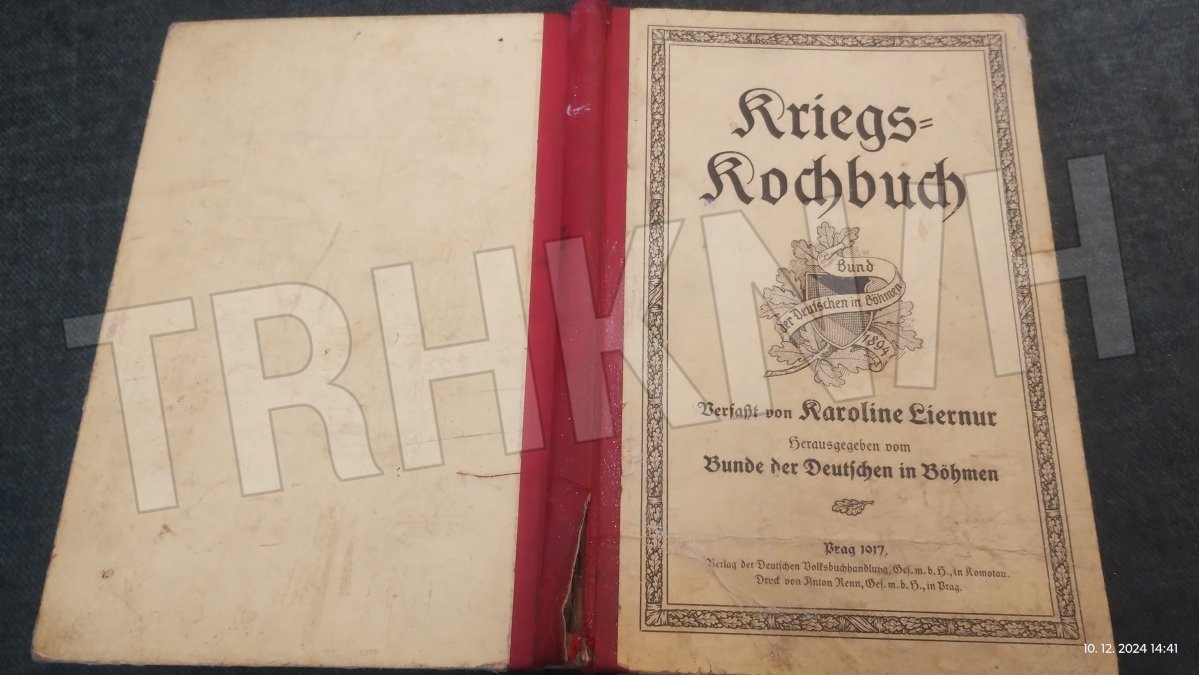 Kriegs=
Kochbuch
Bund
der Deutschen in Böhmen
1894
Verfaßt von Karoline Liernur
Herausgegeben vom
Bunde der Deutschen in Böhmen
Prag 1917.
Verlag der Deutschen Volksbuchhandlung, Ges. m. b. H., in Komotau.
Druck von Anton Renn, Ges. m. b. H., in Prag.
TRHKNIH
10. 12. 2024 14:41